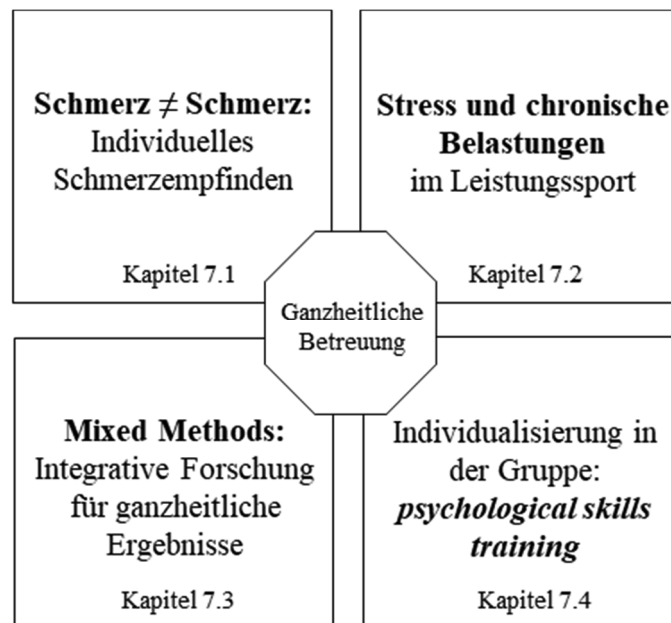 Schmerz ≠ Schmerz:
Individuelles
Schmerzempfinden
Kapitel 7.1
Stress und chronische
Belastungen
im Leistungssport
Kapitel 7.2
Ganzheitliche
Betreuung
Mixed Methods:
Integrative Forschung
für ganzheitliche
Ergebnisse
Kapitel 7.3
Individualisierung in
der Gruppe:
psychological skills
training
Kapitel 7.4